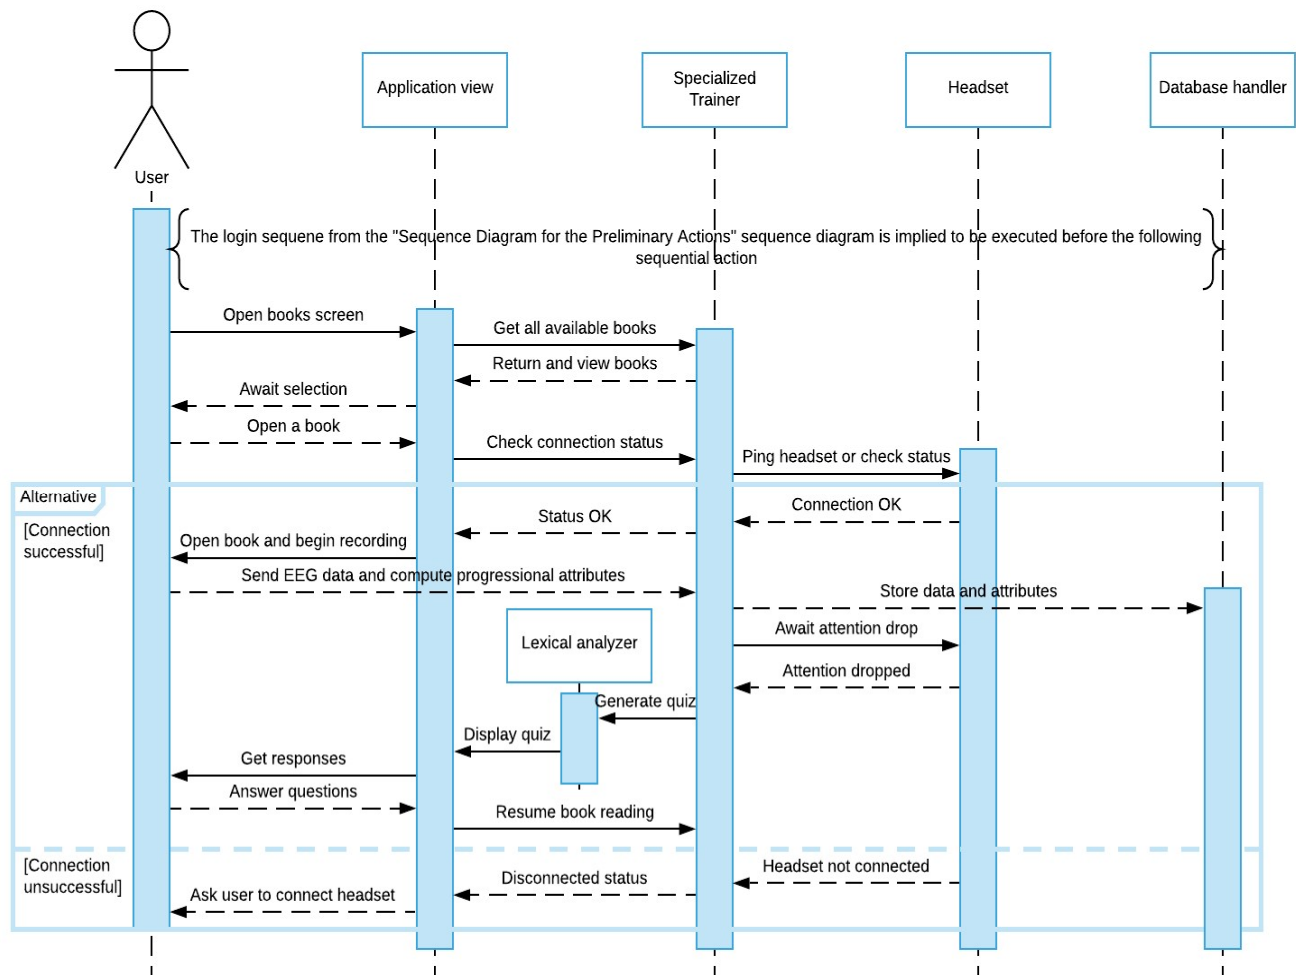 User
Application view
Specialized
Trainer
Headset
Database handler
The login sequene from the "Sequence Diagram for the Preliminary Actions" sequence diagram is implied to be executed before the following
sequential action
Open books screen
Get all available books
Return and view books
Await selection
Open a book
Check connection status
Ping headset or check status
Alternative
[Connection
successful]
Connection OK
Status OK
Open book and begin recording
Send EEG data and compute progressional attributes
Store data and attributes
Await attention drop
Lexical analyzer
Attention dropped
Generate quiz
Display quiz
Get responses
Answer questions
Resume book reading
[Connection
unsuccessful]
Headset not connected
Disconnected status
Ask user to connect headset